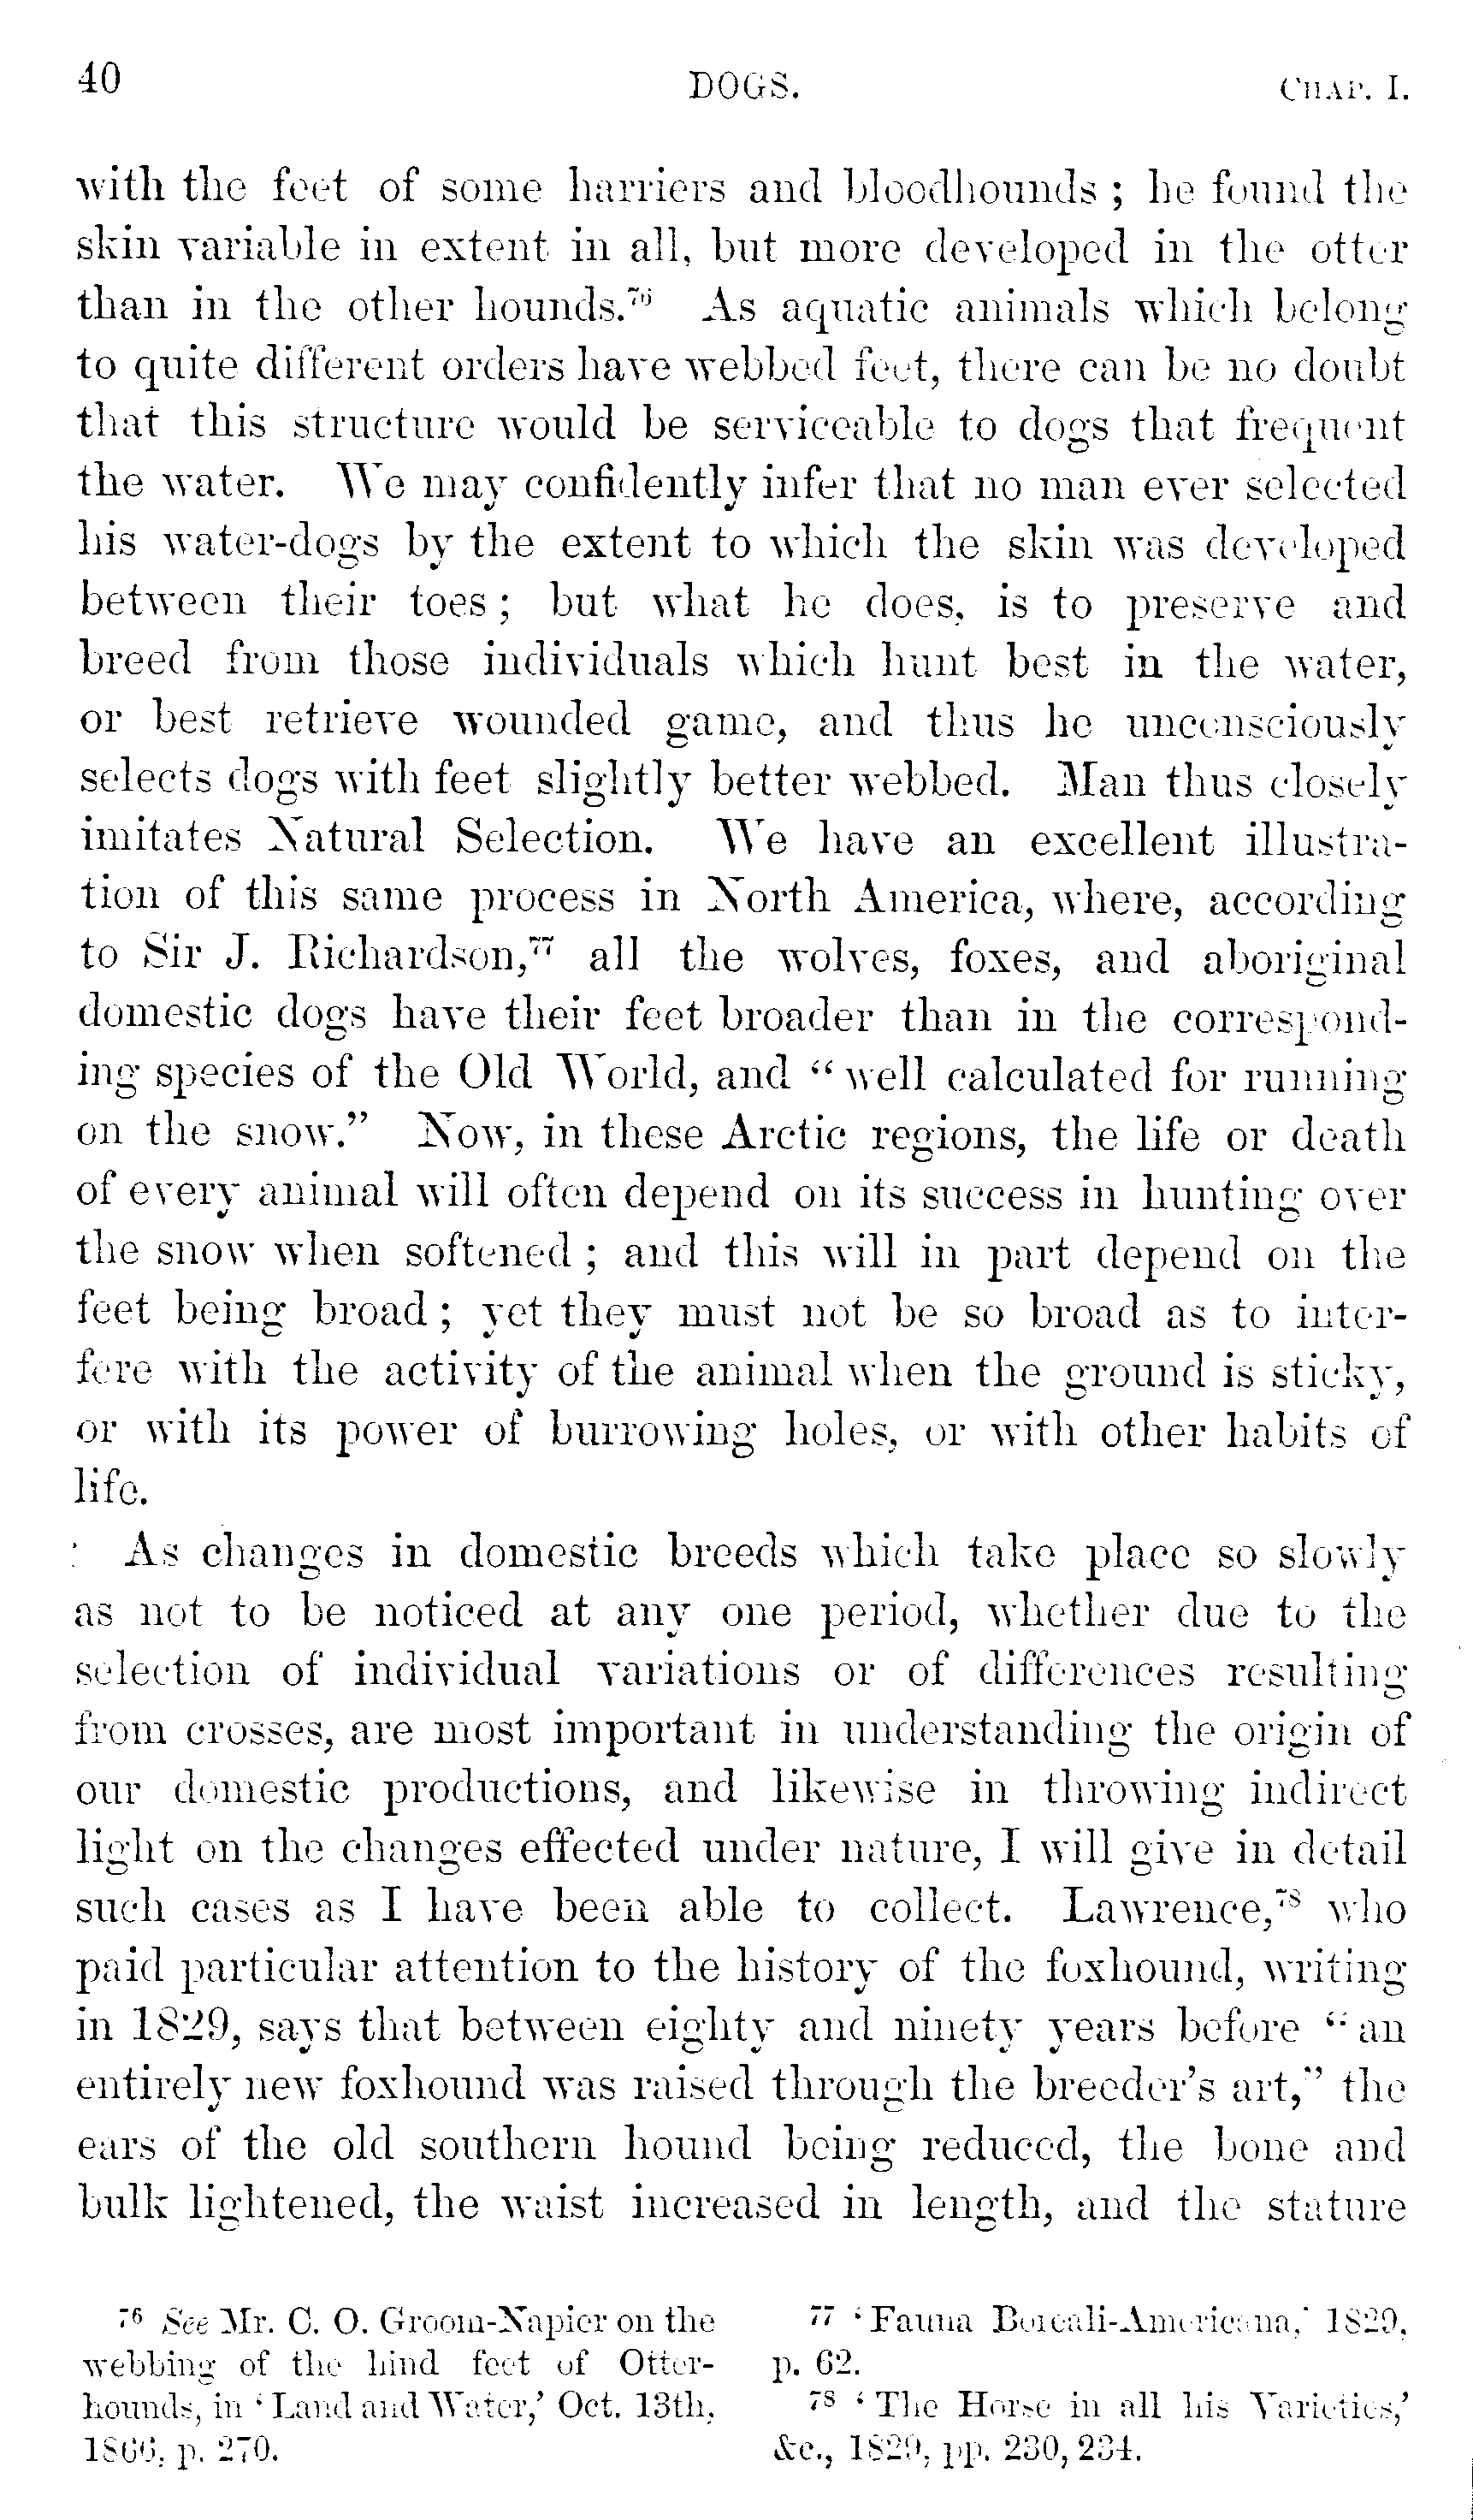 40 DOGS. CHAP. I.
with the feet of some harriers and bloodhounds ; he found the
skin variable in extent in all, but more developed in the otter
than in the other hounds.76 As aquatic animals which belong
to quite different orders have webbed feet, there can be no doubt
that this structure would be serviceable to dogs that frequent
the water. We may confidently infer that no man ever selected
his water-dogs by the extent to which the skin was developed
between their toes ; but what he does, is to preserve and
breed from those individuals which hunt best in the water,
or best retrieve wounded game, and thus he unconsciously
selects dogs with feet slightly better webbed. Man thus closely
imitates Natural Selection. We have an excellent illustra-
tion of this same process in North America, where, according
to Sir J. Richardson,77 all the wolves, foxes, and aboriginal
domestic dogs have their feet broader than in the correspond-
ing species of the Old World, and “ well calculated for running
on the snow.” Now, in these Arctic regions, the life or death
of every animal will often depend on its success in hunting over
the snow when softened ; and this will in part depend on the
feet being broad ; yet they must not be so broad as to inter-
fere with the activity of the animal when the ground is sticky,
or with its power of burrowing holes, or with other habits of
life.
As changes in domestic breeds which take place so slowly
as not to be noticed at any one period, whether due to the
selection of individual variations or of differences resulting
from crosses, are most important in understanding the origin of
our domestic productions, and likewise in throwing indirect
light on the changes effected under nature, I will give in detail
such cases as I have been able to collect. Lawrence,78 who
paid particular attention to the history of the foxhound, writing
in 1829, says that between eighty and ninety years before “ an
entirely new foxhound was raised through the breeder’s art,” the
ears of the old southern hound being reduced, the bone and
bulk lightened, the waist increased in length, and the stature
76 See Mr. C. O. Groom-Napier on the
webbing of the hind feet of Otter-
hounds, in ‘ Land and Water,’ Oct. 13th,
1866, p. 270.
77 ‘ Fauna Boreali-Americana,’ 1829,
p. 62.
78 ‘ The Horse in all his Varieties,’
&c., 1829, pp. 230, 234.